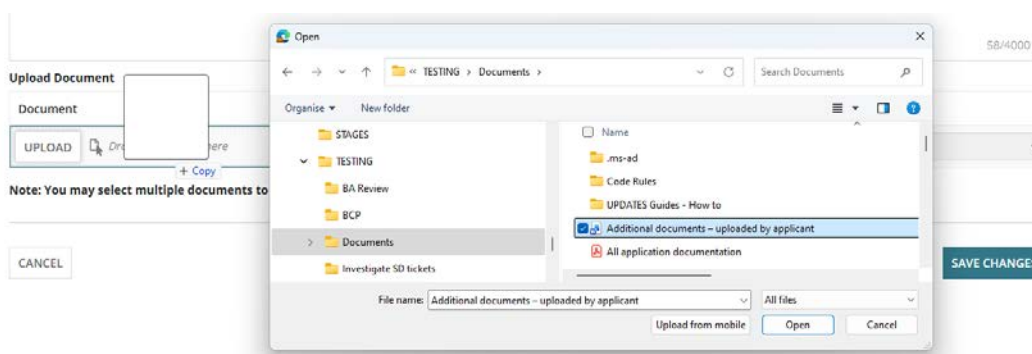 Open
58/4000
TESTING > Documents >
Search Documents
Upload Document
Document
Organise
New folder
UPLOAD
ere
+ Copy
Note: You may select multiple documents to
STAGES
TESTING
BA Review
BCP
Documents
Investigate SD tickets
Name
.ms-ad
Code Rules
UPDATES Guides - How to
Additional documents – uploaded by applicant
All application documentation
CANCEL
SAVE CHANGES
File name: Additional documents – uploaded by applicant
All files
Upload from mobile
Open
Cancel